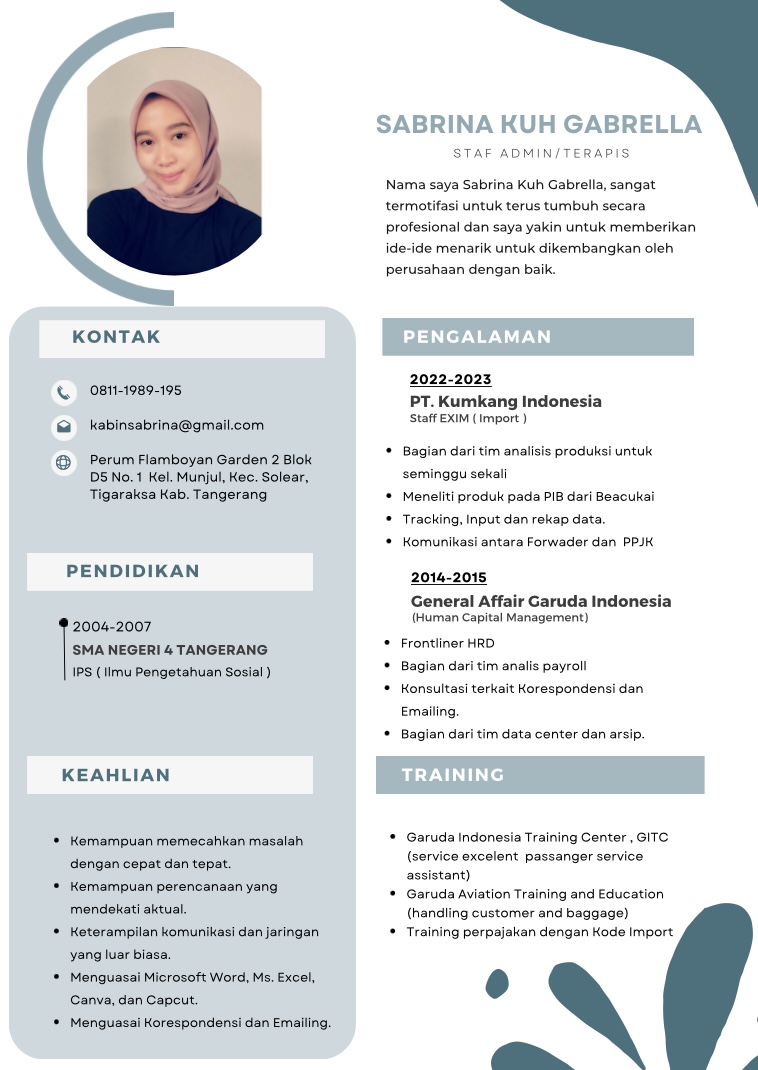 SABRINA KUH GABRELLA
STAF ADMIN/TERAPIS
Nama saya Sabrina Kuh Gabrella, sangat
termotifasi untuk terus tumbuh secara
profesional dan saya yakin untuk memberikan
ide-ide menarik untuk dikembangkan oleh
perusahaan dengan baik.
KONTAK
0811-1989-195
kabinsabrina@gmail.com
Perum Flamboyan Garden 2 Blok
D5 No. 1 Kel. Munjul, Kec. Solear,
Tigaraksa Kab. Tangerang
PENDIDIKAN
2004-2007
SMA NEGERI 4 TANGERANG
IPS ( Ilmu Pengetahuan Sosial )
KEAHLIAN
• Kemampuan memecahkan masalah
dengan cepat dan tepat.
• Kemampuan perencanaan yang
mendekati aktual.
• Keterampilan komunikasi dan jaringan
yang luar biasa.
• Menguasai Microsoft Word, Ms. Excel,
Canva, dan Capcut.
• Menguasai Korespondensi dan Emailing.
PENGALAMAN
2022-2023
PT. Kumkang Indonesia
Staff EXIM ( Import )
• Bagian dari tim analisis produksi untuk
seminggu sekali
• Meneliti produk pada PIB dari Beacukai
• Tracking, Input dan rekap data.
• Komunikasi antara Forwader dan PPJK
2014-2015
General Affair Garuda Indonesia
(Human Capital Management)
• Frontliner HRD
• Bagian dari tim analis payroll
• Konsultasi terkait Korespondensi dan
Emailing.
• Bagian dari tim data center dan arsip.
TRAINING
• Garuda Indonesia Training Center , GITC
(service excelent passanger service
assistant)
• Garuda Aviation Training and Education
(handling customer and baggage)
• Training perpajakan dengan Kode Import